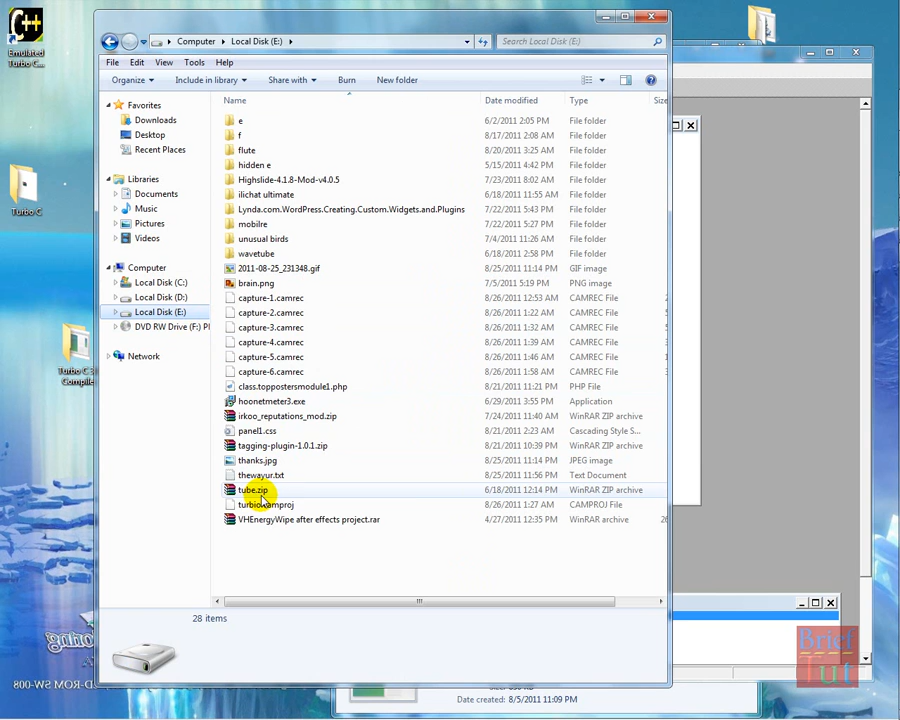 Emulated
Turbo C...
Turbo C
Turbo C 3
Compile
Computer
Local Disk (E:)
Search Local Disk (E:)
File Edit View Tools Help
Organize Include in library Share with Burn New folder
Favorites
Downloads
Desktop
Recent Places
Libraries
Documents
Music
Pictures
Videos
Computer
Local Disk (C:)
Local Disk (D:)
Local Disk (E:)
DVD RW Drive (F:) Pl
Network
Name Date modified Type Size
e 6/2/2011 2:05 PM File folder
f 8/17/2011 2:08 AM File folder
flute 8/20/2011 3:25 AM File folder
hidden e 5/15/2011 4:42 PM File folder
Highslide-4.1.8-Mod-v4.0.5 7/23/2011 8:02 AM File folder
ilichat ultimate 6/18/2011 11:55 AM File folder
Lynda.com.WordPress.Creating.Custom.Widgets.and.Plugins 7/22/2011 5:43 PM File folder
mobilre 7/22/2011 5:27 PM File folder
unusual birds 7/4/2011 11:26 AM File folder
wavetube 6/18/2011 2:58 PM File folder
2011-08-25_231348.gif 8/25/2011 11:14 PM GIF image
brain.png 7/5/2011 5:19 PM PNG image
capture-1.camrec 8/26/2011 12:53 AM CAMREC File
capture-2.camrec 8/26/2011 1:22 AM CAMREC File
capture-3.camrec 8/26/2011 1:32 AM CAMREC File
capture-4.camrec 8/26/2011 1:39 AM CAMREC File
capture-5.camrec 8/26/2011 1:46 AM CAMREC File
capture-6.camrec 8/26/2011 1:58 AM CAMREC File
class.toppostersmodule1.php 8/21/2011 11:21 PM PHP File
hoonetmeter3.exe 6/29/2011 3:55 PM Application
irkoo_reputations_mod.zip 7/24/2011 11:40 AM WinRAR ZIP archive
panel1.css 8/21/2011 2:23 AM Cascading Style S...
tagging-plugin-1.0.1.zip 8/21/2011 10:39 PM WinRAR ZIP archive
thanks.jpg 8/25/2011 11:14 PM JPEG image
thewayur.txt 8/25/2011 11:56 PM Text Document
tube.zip 6/18/2011 12:14 PM WinRAR ZIP archive
8/26/2011 1:27 AM CAMPROJ File
VHEnergyWipe after effects project.rar 4/27/2011 12:35 PM WinRAR archive
28 items
Date created: 8/5/2011 11:09 PM
Brief
Tut